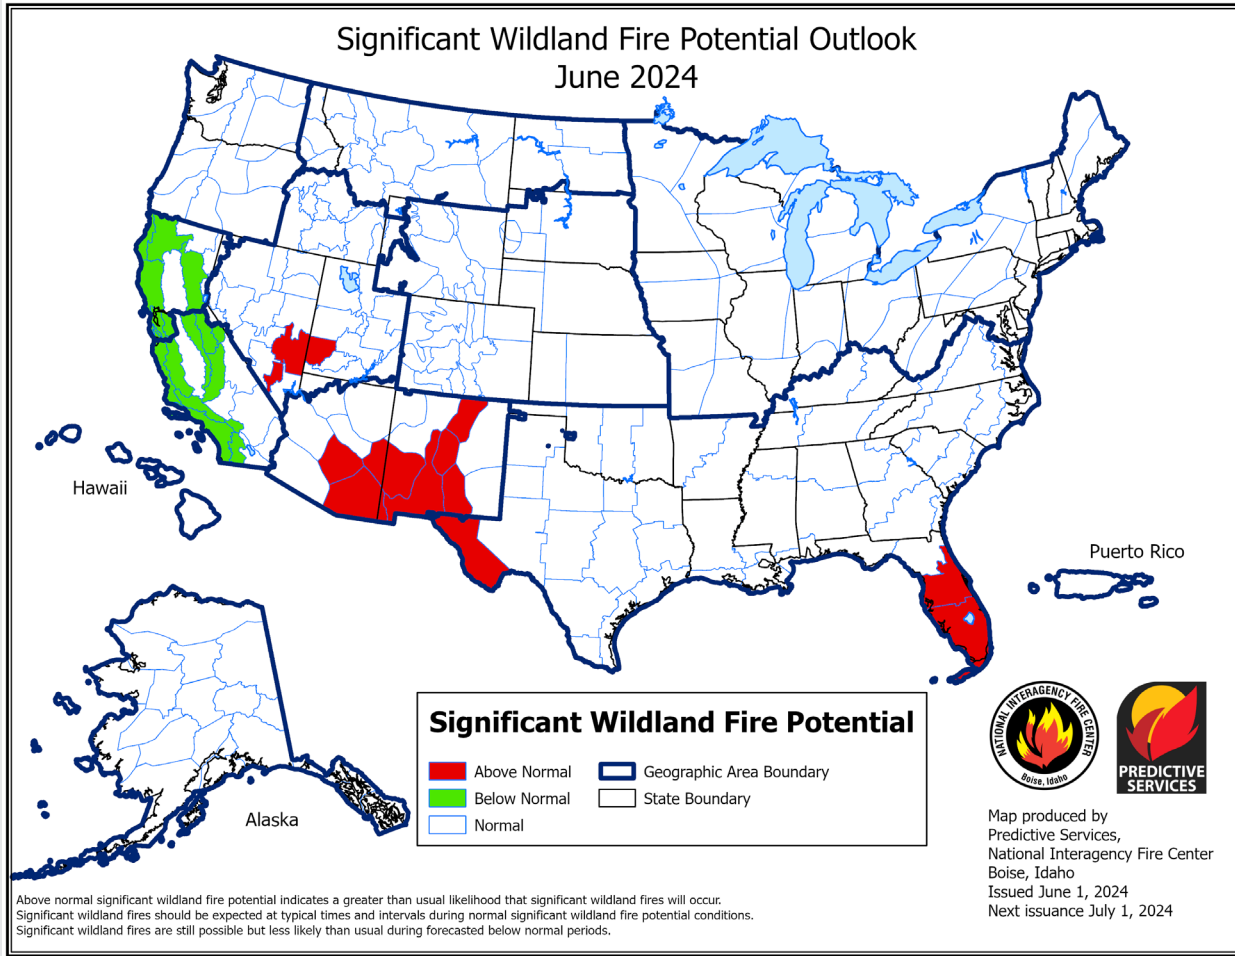 Significant Wildland Fire Potential Outlook
June 2024
Hawaii
Puerto Rico
Alaska
Significant Wildland Fire Potential
Above Normal
Geographic Area Boundary
Below Normal
State Boundary
Normal
NATIONAL INTERAGENCY FIRE CENTER
Boise, Idaho
PREDICTIVE
SERVICES
Map produced by
Predictive Services,
National Interagency Fire Center
Boise, Idaho
Issued June 1, 2024
Next issuance July 1, 2024
Above normal significant wildland fire potential indicates a greater than usual likelihood that significant wildland fires will occur.
Significant wildland fires should be expected at typical times and intervals during normal significant wildland fire potential conditions.
Significant wildland fires are still possible but less likely than usual during forecasted below normal periods.